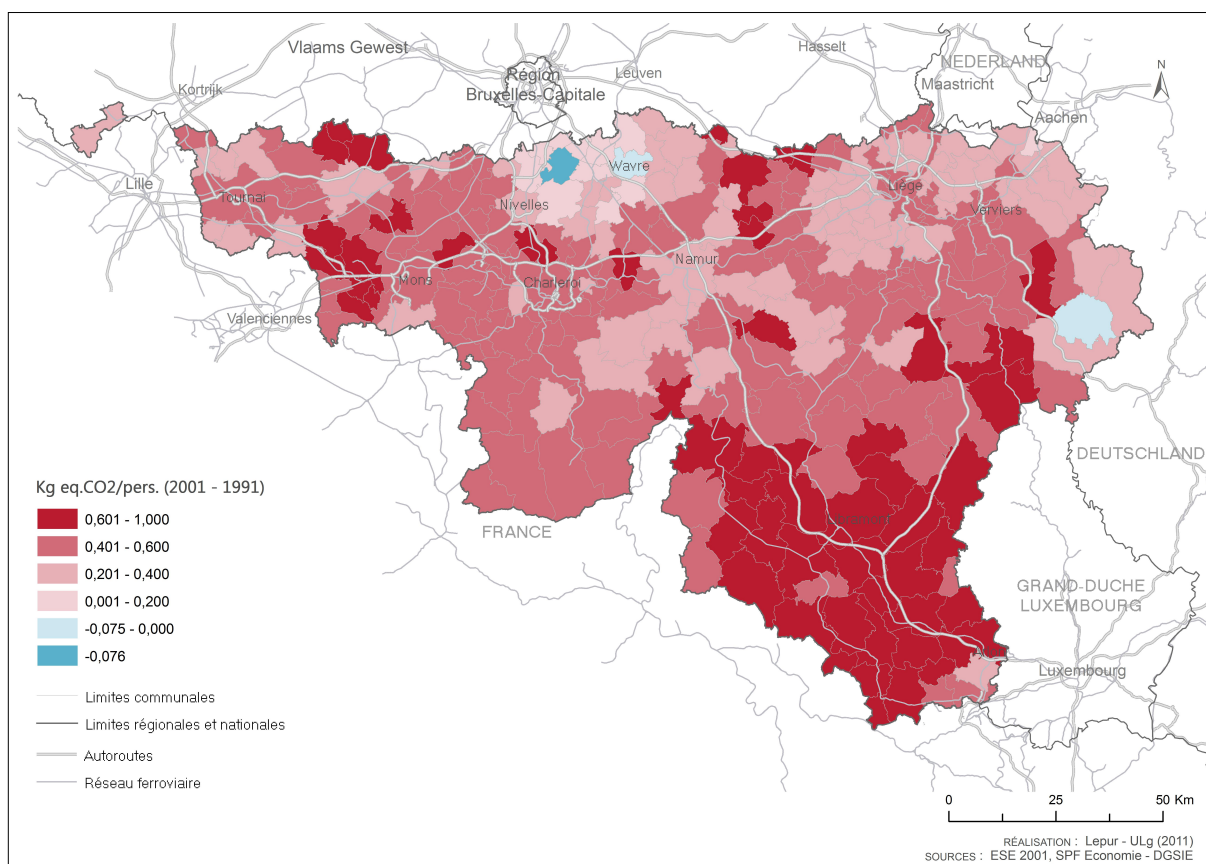 Vlaams Gewest
Hasselt
NEDERLAND
Région
Bruxelles-Capitale
Leuven
Maastricht
N
Kortrijk
Aachen
Lille
Wavre
Liège
Tournai
Nivelles
Verviers
Namur
Mons
Charleroi
Valenciennes
DEUTSCHLAND
Kg eq.CO2/pers. (2001 - 1991)
0,601 - 1,000
0,401 - 0,600
0,201 - 0,400
0,001 - 0,200
-0,075 - 0,000
-0,076
FRANCE
GRAND-DUCHE
LUXEMBOURG
Luxembourg
Limites communales
Limites régionales et nationales
Autoroutes
Réseau ferroviaire
0 25 50 Km
RÉALISATION : Lepur - ULg (2011)
SOURCES : ESE 2001, SPF Economie - DGSIE